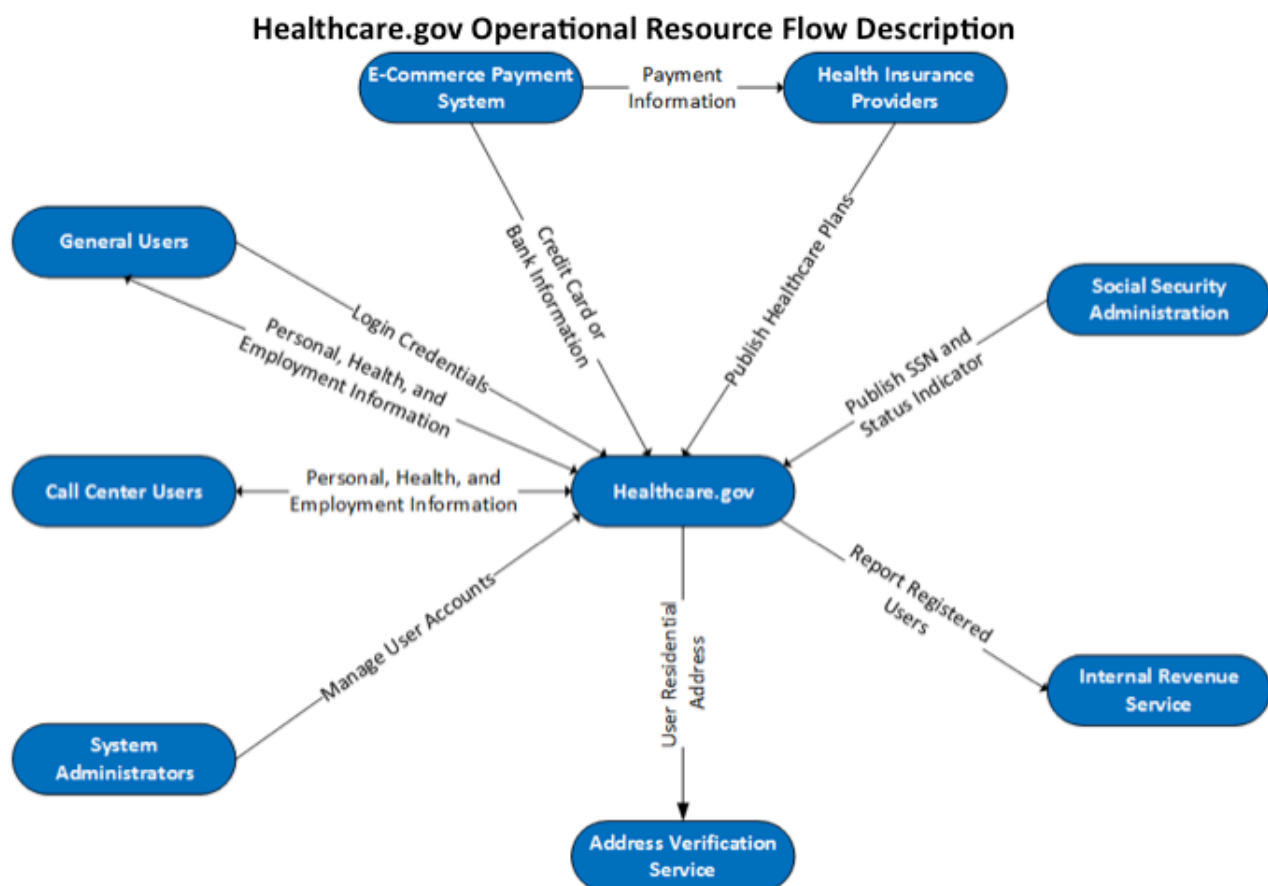 Healthcare.gov Operational Resource Flow Description
E-Commerce Payment
System
Payment
Information
Health Insurance
Providers
General Users
Credit Card or
Bank Information
Publish Healthcare Plans
Social Security
Administration
Login Credentials
Personal, Health, and
Employment Information
Publish SSN and
Status Indicator
Call Center Users
Personal, Health, and
Employment Information
Healthcare.gov
Manage User Accounts
User Residential
Address
Report Registered
Users
Internal Revenue
Service
System
Administrators
Address Verification
Service